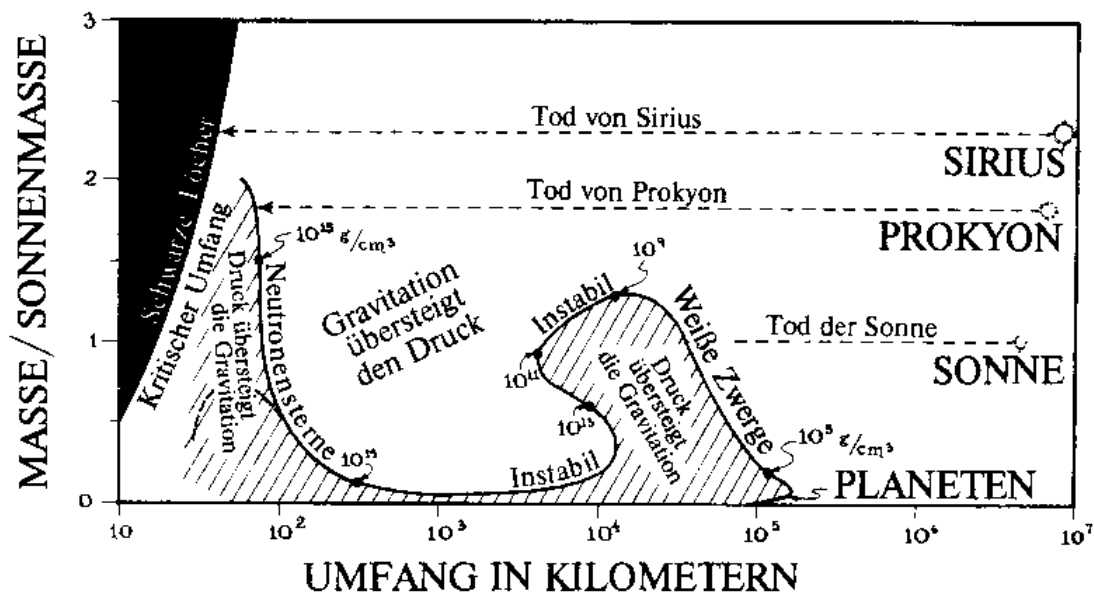 MASSE / SONNENMASSE
3
2
1
0
Schwarze Löcher
Kritischer Umfang
Druck übersteigt
die Gravitation
Neutronensterne
10¹⁵ g/cm³
10¹⁴
Gravitation
übersteigt
den Druck
Tod von Sirius
SIRIUS
Tod von Prokyon
PROKYON
Tod der Sonne
SONNE
Instabil
10⁹
Weiße Zwerge
Druck
übersteigt
die Gravitation
10¹³
Instabil
10⁵ g/cm³
PLANETEN
10
10²
10³
10⁴
10⁵
10⁶
10⁷
UMFANG IN KILOMETERN